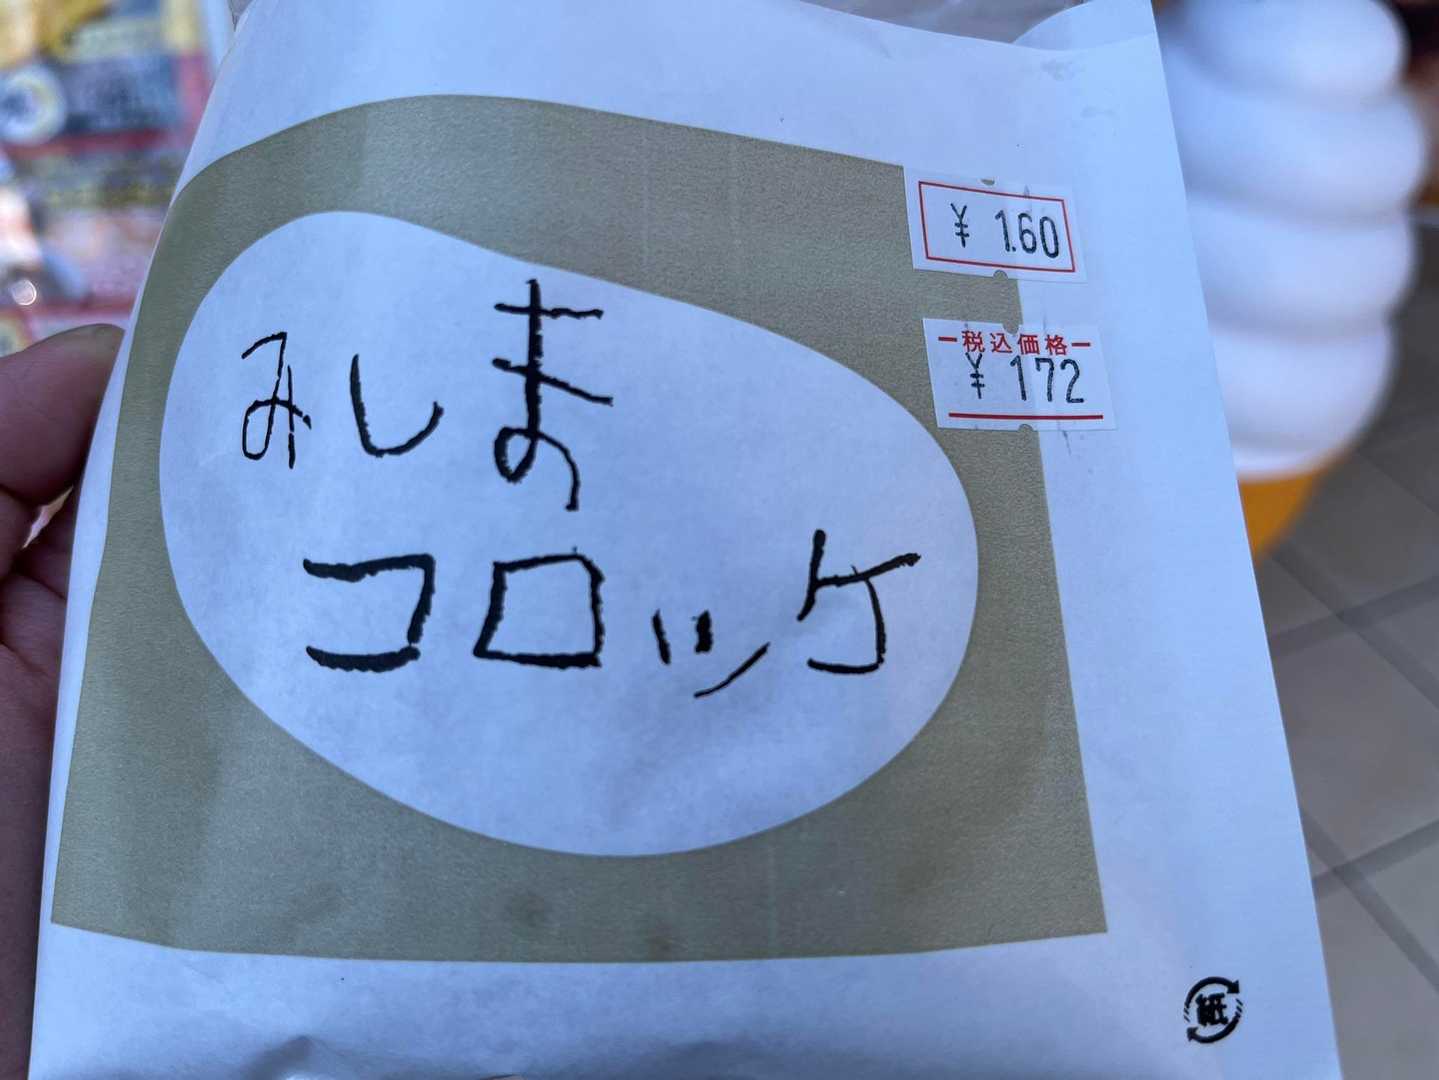 みしま
コロッケ
¥ 160
税込価格
¥ 172
紙